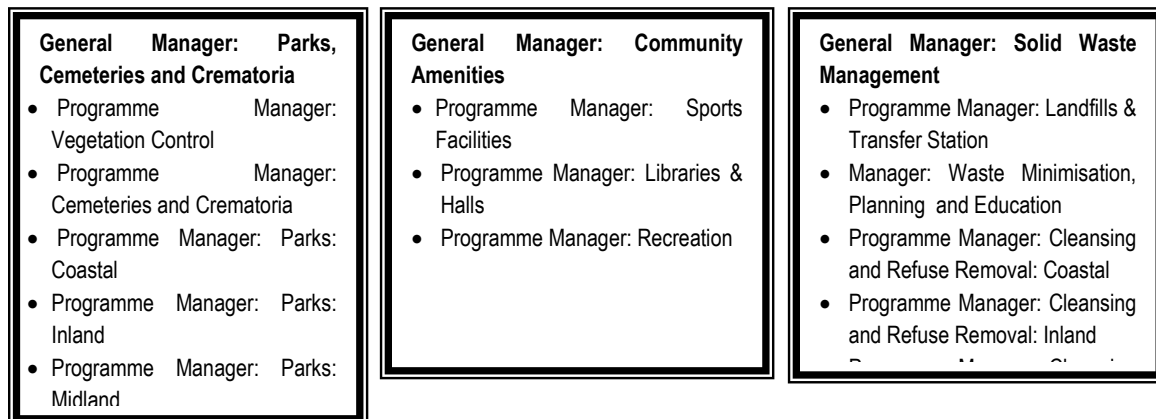 General Manager: Parks,
Cemeteries and Crematoria
• Programme Manager:
Vegetation Control
• Programme Manager:
Cemeteries and Crematoria
• Programme Manager: Parks:
Coastal
• Programme Manager: Parks:
Inland
• Programme Manager: Parks:
Midland
General Manager: Community
Amenities
• Programme Manager: Sports
Facilities
• Programme Manager: Libraries &
Halls
• Programme Manager: Recreation
General Manager: Solid Waste
Management
• Programme Manager: Landfills &
Transfer Station
• Manager: Waste Minimisation,
Planning and Education
• Programme Manager: Cleansing
and Refuse Removal: Coastal
• Programme Manager: Cleansing
and Refuse Removal: Inland